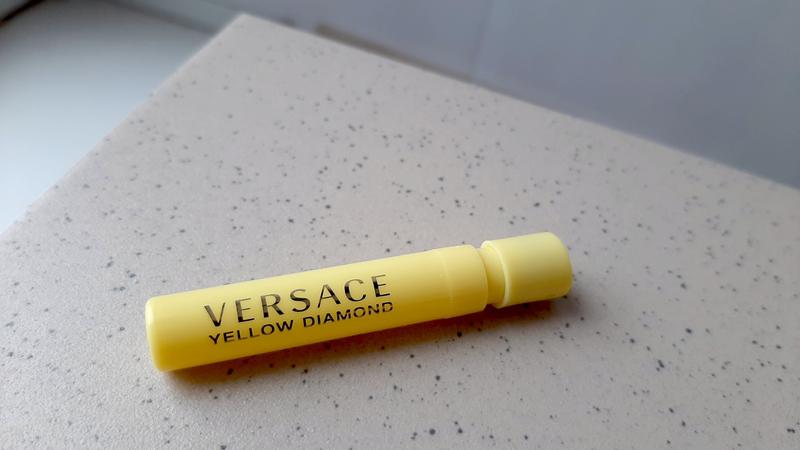 VERSACE
YELLOW DIAMOND